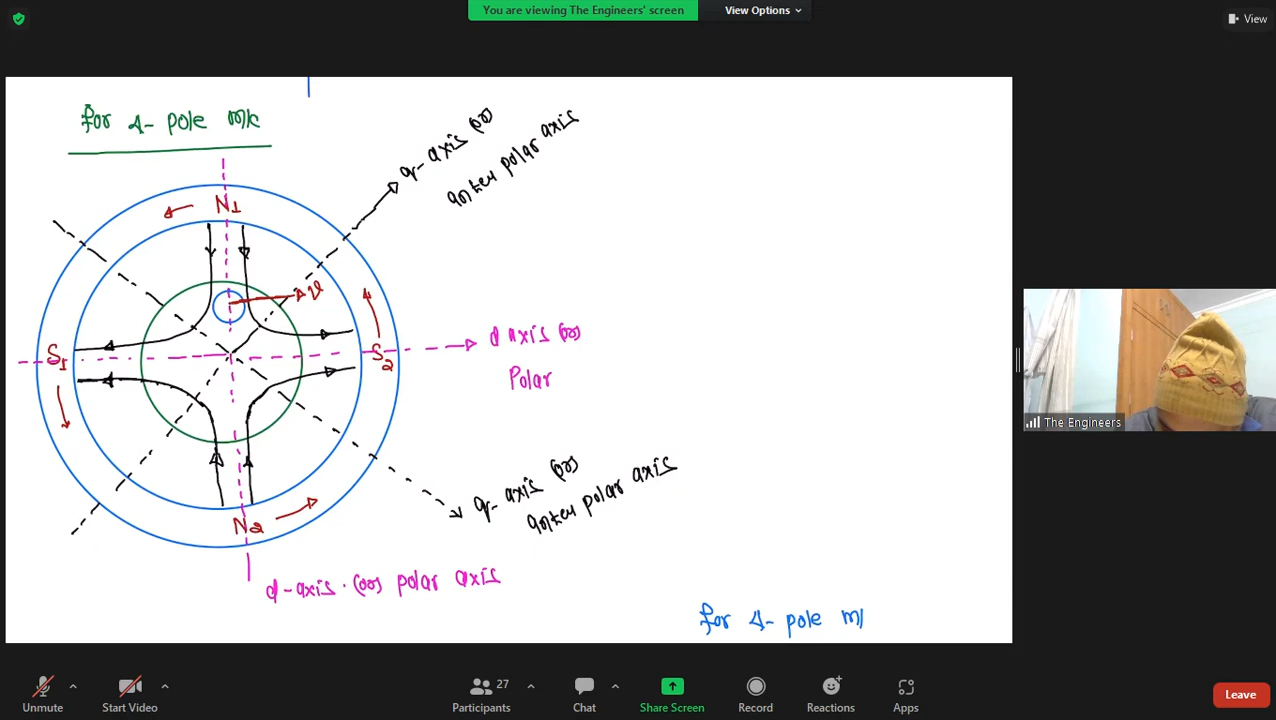 You are viewing The Engineers' screen
View Options
View
for 4- pole m/c
q- axis (or)
inter polar axis
N1
S1
S2
d axis (or)
Polar
q- axis (or)
inter polar axis
N2
d-axis. (or) polar axis
for 4- pole m/
The Engineers
Unmute
Start Video
27
Participants
Chat
Share Screen
Record
Reactions
Apps
Leave